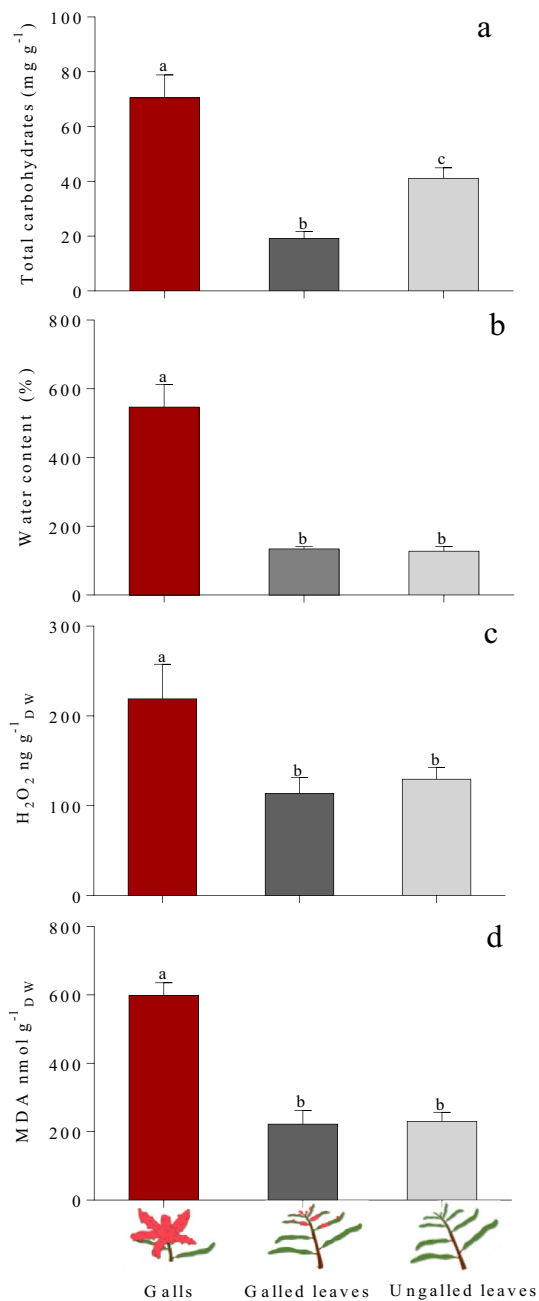 a
Total carbohydrates (mg g⁻¹)
100
80
60
40
20
0
a
b
c
b
Water content (%)
800
600
400
200
0
a
b
b
c
H₂O₂ ng g⁻¹ DW
300
200
100
0
a
b
b
d
MDA nmol g⁻¹ DW
800
600
400
200
0
a
b
b
Galls Galled leaves Ungalled leaves